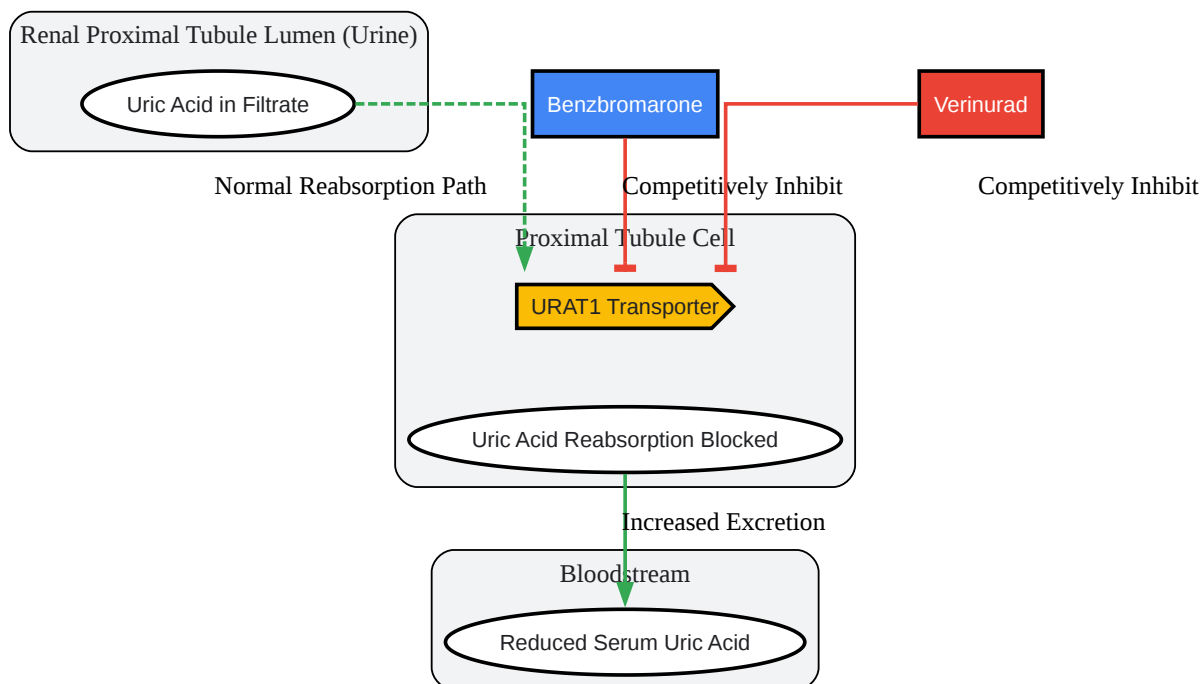 Renal Proximal Tubule Lumen (Urine)
Uric Acid in Filtrate
Benzbromarone
Verinurad
Normal Reabsorption Path
Competitively Inhibit
Competitively Inhibit
Proximal Tubule Cell
URAT1 Transporter
Uric Acid Reabsorption Blocked
Increased Excretion
Bloodstream
Reduced Serum Uric Acid